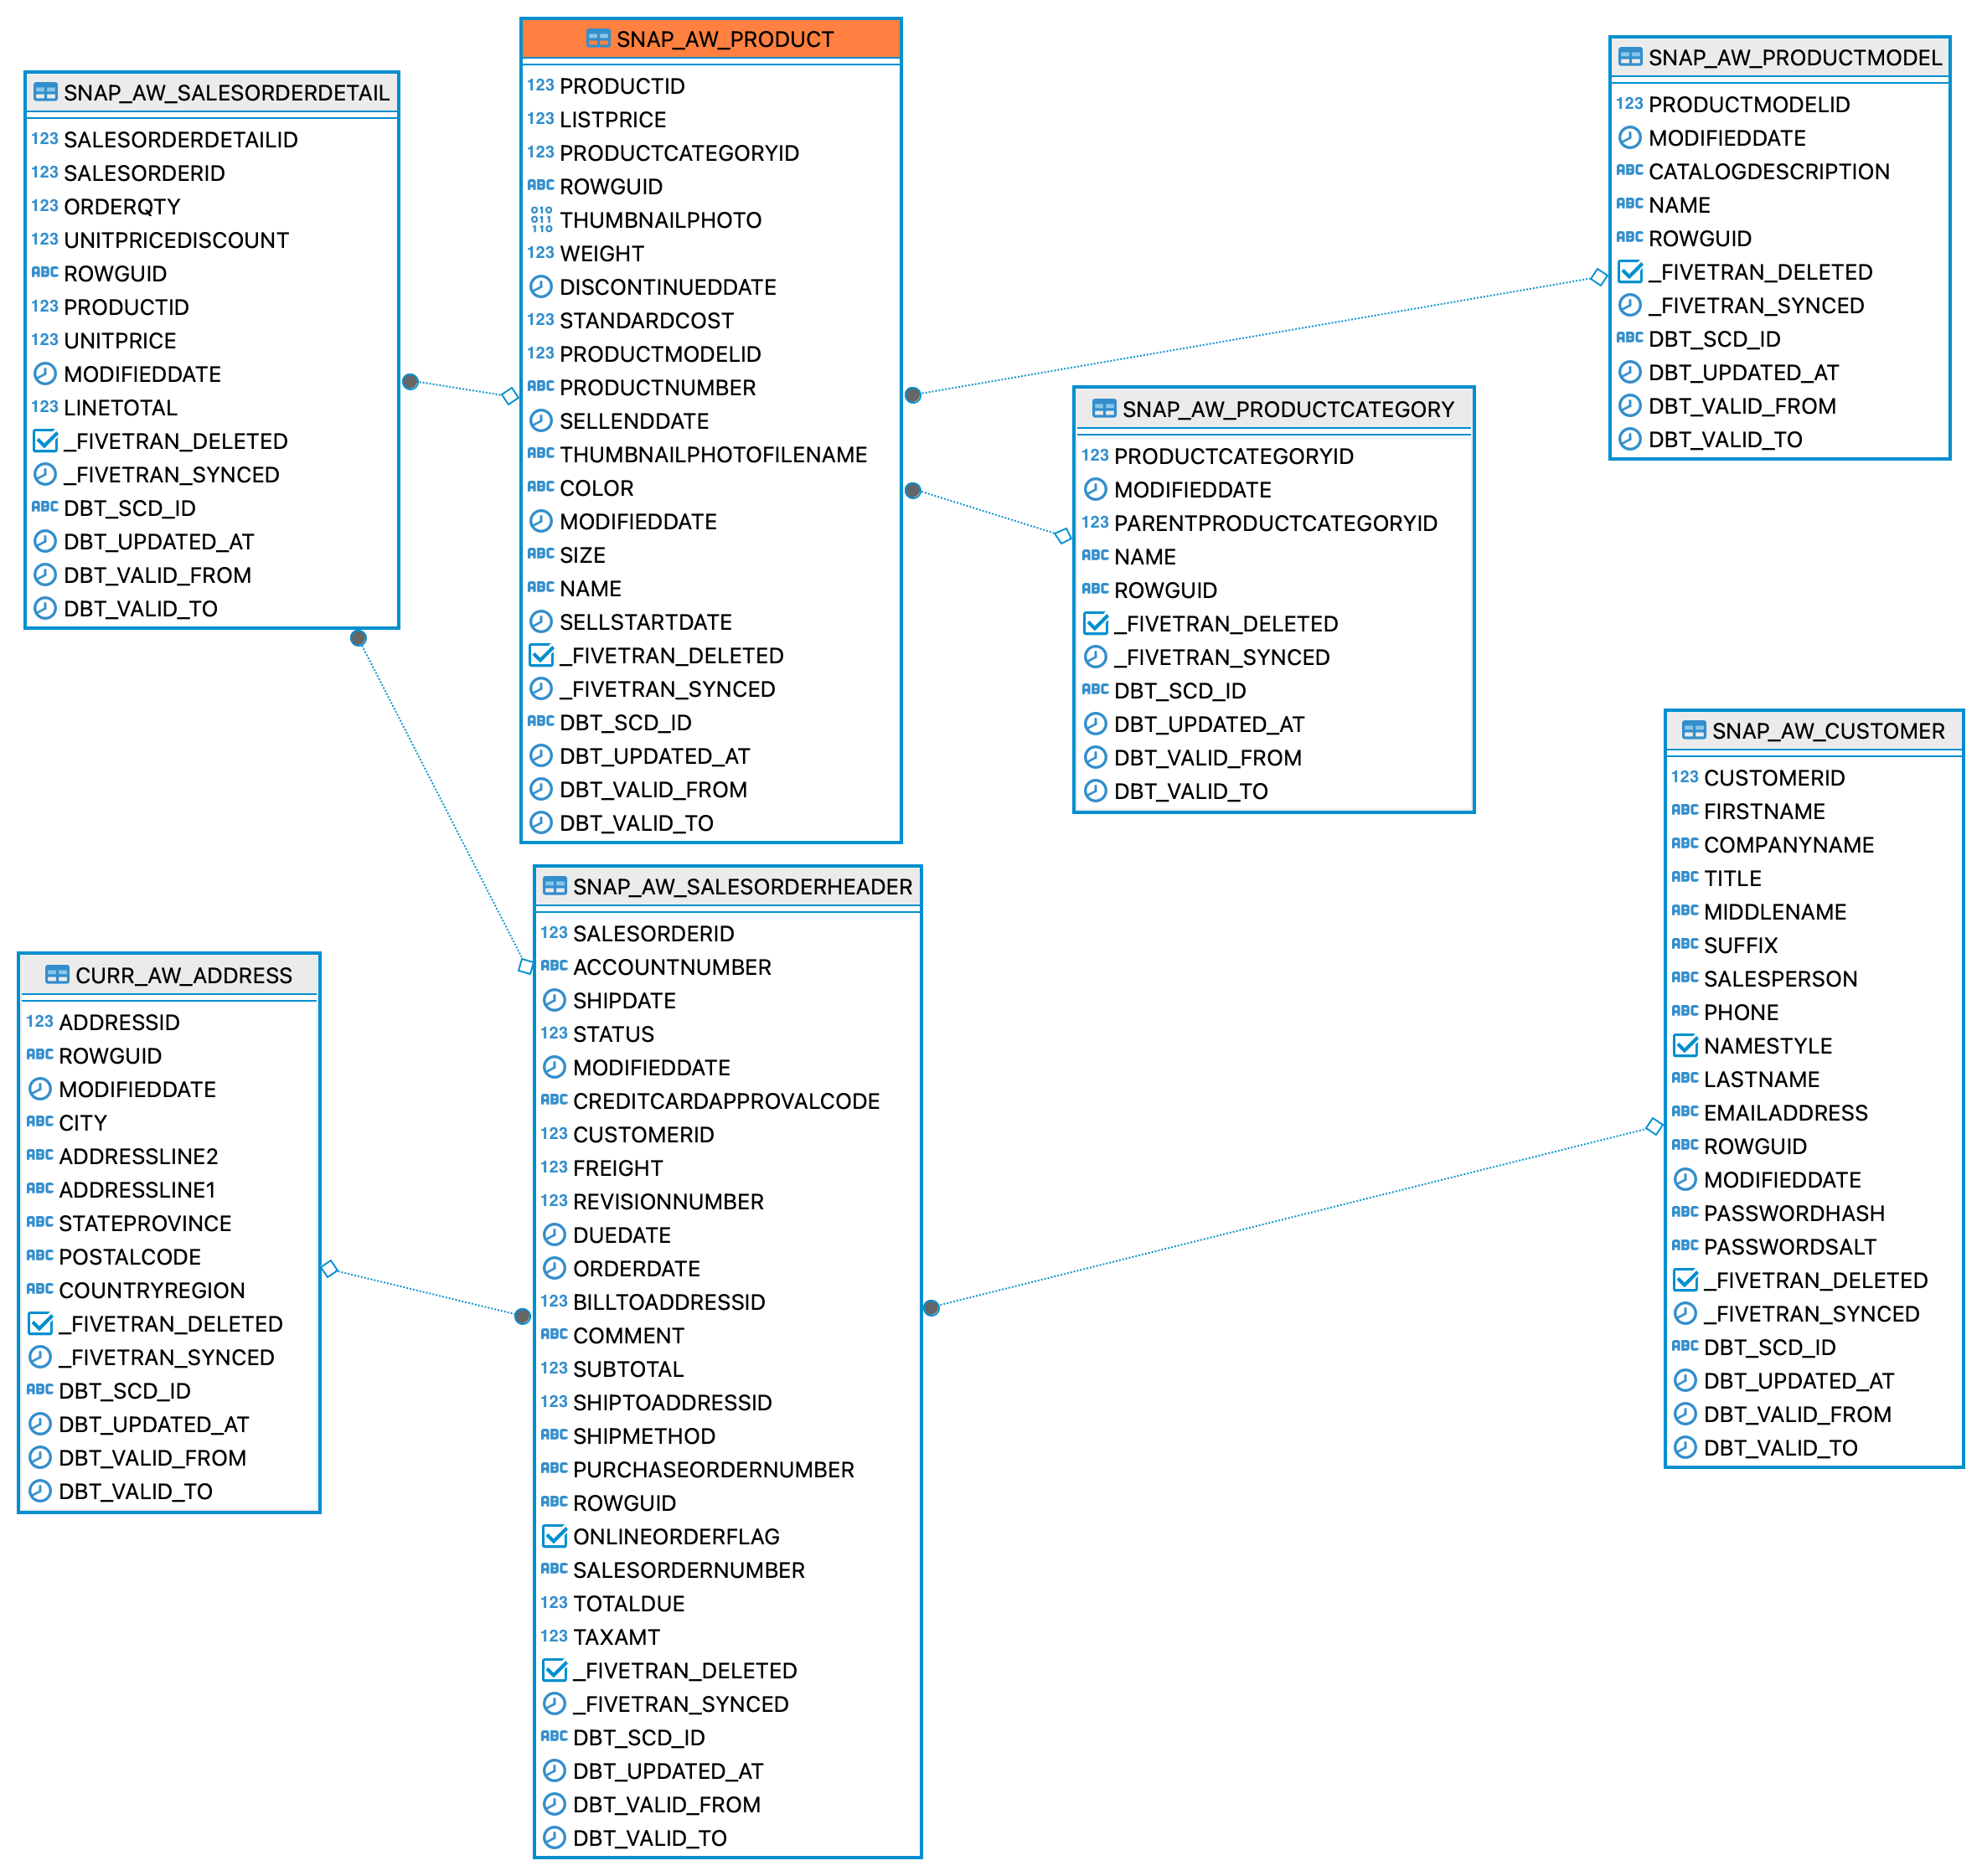 SNAP_AW_SALESORDERDETAIL
123 SALESORDERDETAILID
123 SALESORDERID
123 ORDERQTY
123 UNITPRICEDISCOUNT
ABC ROWGUID
123 PRODUCTID
123 UNITPRICE
MODIFIEDDATE
123 LINETOTAL
_FIVETRAN_DELETED
_FIVETRAN_SYNCED
ABC DBT_SCD_ID
DBT_UPDATED_AT
DBT_VALID_FROM
DBT_VALID_TO
SNAP_AW_PRODUCT
123 PRODUCTID
123 LISTPRICE
123 PRODUCTCATEGORYID
ABC ROWGUID
010
011
110
THUMBNAILPHOTO
123 WEIGHT
DISCONTINUEDDATE
123 STANDARDCOST
123 PRODUCTMODELID
ABC PRODUCTNUMBER
SELLENDDATE
ABC THUMBNAILPHOTOFILENAME
ABC COLOR
MODIFIEDDATE
ABC SIZE
ABC NAME
SELLSTARTDATE
_FIVETRAN_DELETED
_FIVETRAN_SYNCED
ABC DBT_SCD_ID
DBT_UPDATED_AT
DBT_VALID_FROM
DBT_VALID_TO
SNAP_AW_PRODUCTMODEL
123 PRODUCTMODELID
MODIFIEDDATE
ABC CATALOGDESCRIPTION
ABC NAME
ABC ROWGUID
_FIVETRAN_DELETED
_FIVETRAN_SYNCED
ABC DBT_SCD_ID
DBT_UPDATED_AT
DBT_VALID_FROM
DBT_VALID_TO
SNAP_AW_PRODUCTCATEGORY
123 PRODUCTCATEGORYID
MODIFIEDDATE
123 PARENTPRODUCTCATEGORYID
ABC NAME
ABC ROWGUID
_FIVETRAN_DELETED
_FIVETRAN_SYNCED
ABC DBT_SCD_ID
DBT_UPDATED_AT
DBT_VALID_FROM
DBT_VALID_TO
CURR_AW_ADDRESS
123 ADDRESSID
ABC ROWGUID
MODIFIEDDATE
ABC CITY
ABC ADDRESSLINE2
ABC ADDRESSLINE1
ABC STATEPROVINCE
ABC POSTALCODE
ABC COUNTRYREGION
_FIVETRAN_DELETED
_FIVETRAN_SYNCED
ABC DBT_SCD_ID
DBT_UPDATED_AT
DBT_VALID_FROM
DBT_VALID_TO
SNAP_AW_SALESORDERHEADER
123 SALESORDERID
ABC ACCOUNTNUMBER
SHIPDATE
123 STATUS
MODIFIEDDATE
ABC CREDITCARDAPPROVALCODE
123 CUSTOMERID
123 FREIGHT
123 REVISIONNUMBER
DUEDATE
ORDERDATE
123 BILLTOADDRESSID
ABC COMMENT
123 SUBTOTAL
123 SHIPTOADDRESSID
ABC SHIPMETHOD
ABC PURCHASEORDERNUMBER
ABC ROWGUID
ONLINEORDERFLAG
ABC SALESORDERNUMBER
123 TOTALDUE
123 TAXAMT
_FIVETRAN_DELETED
_FIVETRAN_SYNCED
ABC DBT_SCD_ID
DBT_UPDATED_AT
DBT_VALID_FROM
DBT_VALID_TO
SNAP_AW_CUSTOMER
123 CUSTOMERID
ABC FIRSTNAME
ABC COMPANYNAME
ABC TITLE
ABC MIDDLENAME
ABC SUFFIX
ABC SALESPERSON
ABC PHONE
NAMESTYLE
ABC LASTNAME
ABC EMAILADDRESS
ABC ROWGUID
MODIFIEDDATE
ABC PASSWORDHASH
ABC PASSWORDSALT
_FIVETRAN_DELETED
_FIVETRAN_SYNCED
ABC DBT_SCD_ID
DBT_UPDATED_AT
DBT_VALID_FROM
DBT_VALID_TO